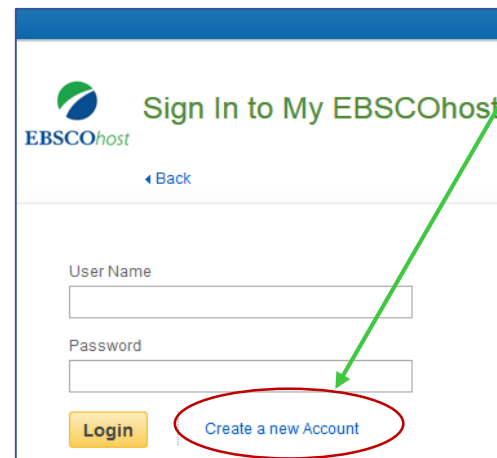 Sign In to My EBSCOhost
EBSCOhost
Back
User Name
Password
Login
Create a new Account